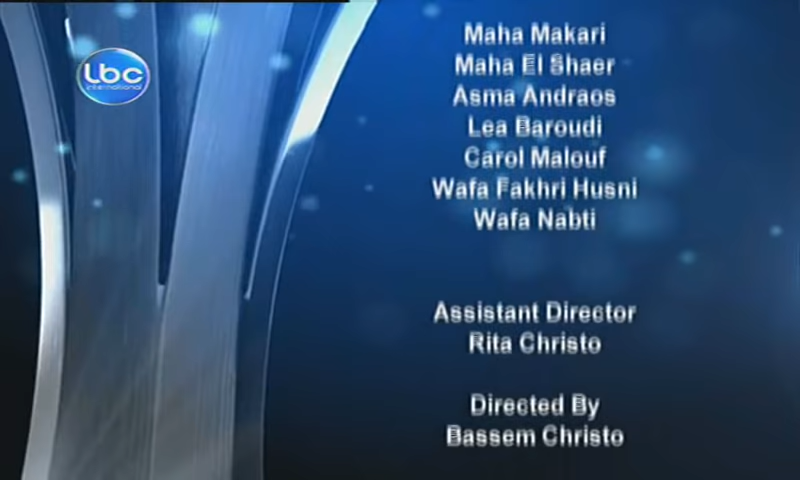 lbc
international
Maha Makari
Maha El Shaer
Asma Andraos
Lea Baroudi
Carol Malouf
Wafa Fakhri Husni
Wafa Nabti
Assistant Director
Rita Christo
Directed By
Bassem Christo